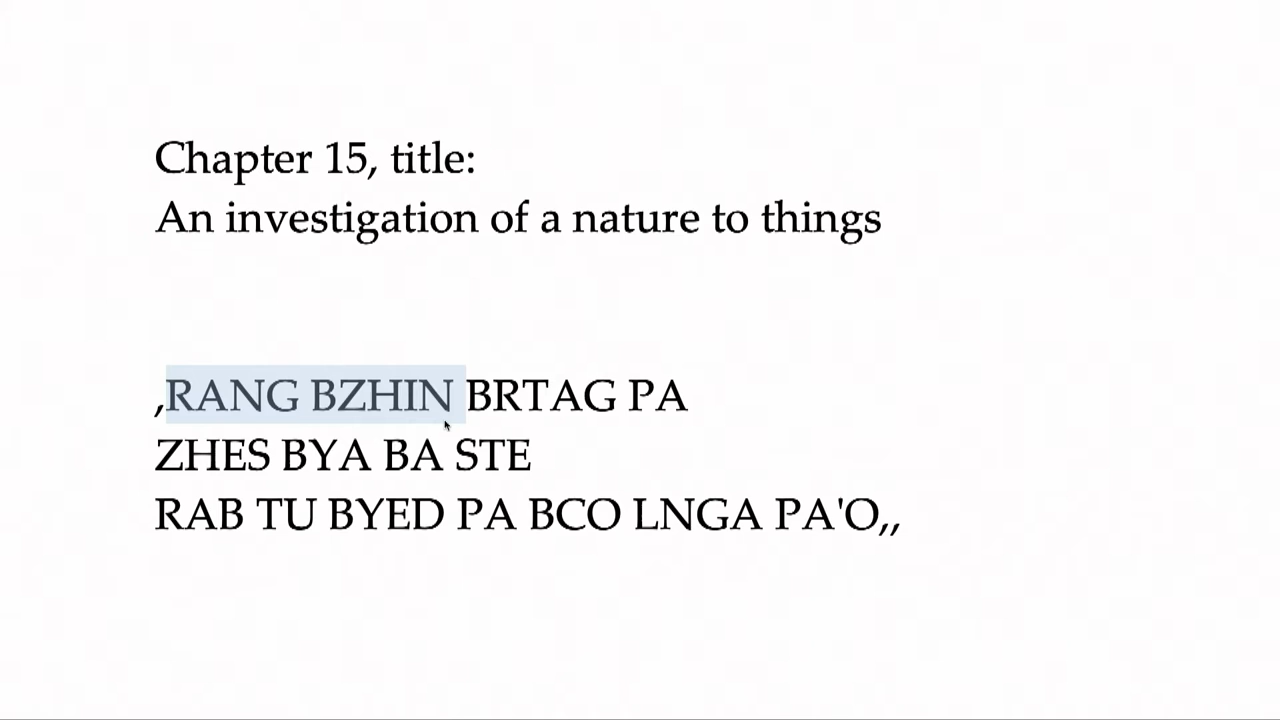 Chapter 15, title:
An investigation of a nature to things
,RANG BZHIN BRTAG PA
ZHES BYA BA STE
RAB TU BYED PA BCO LNGA PA'O,,